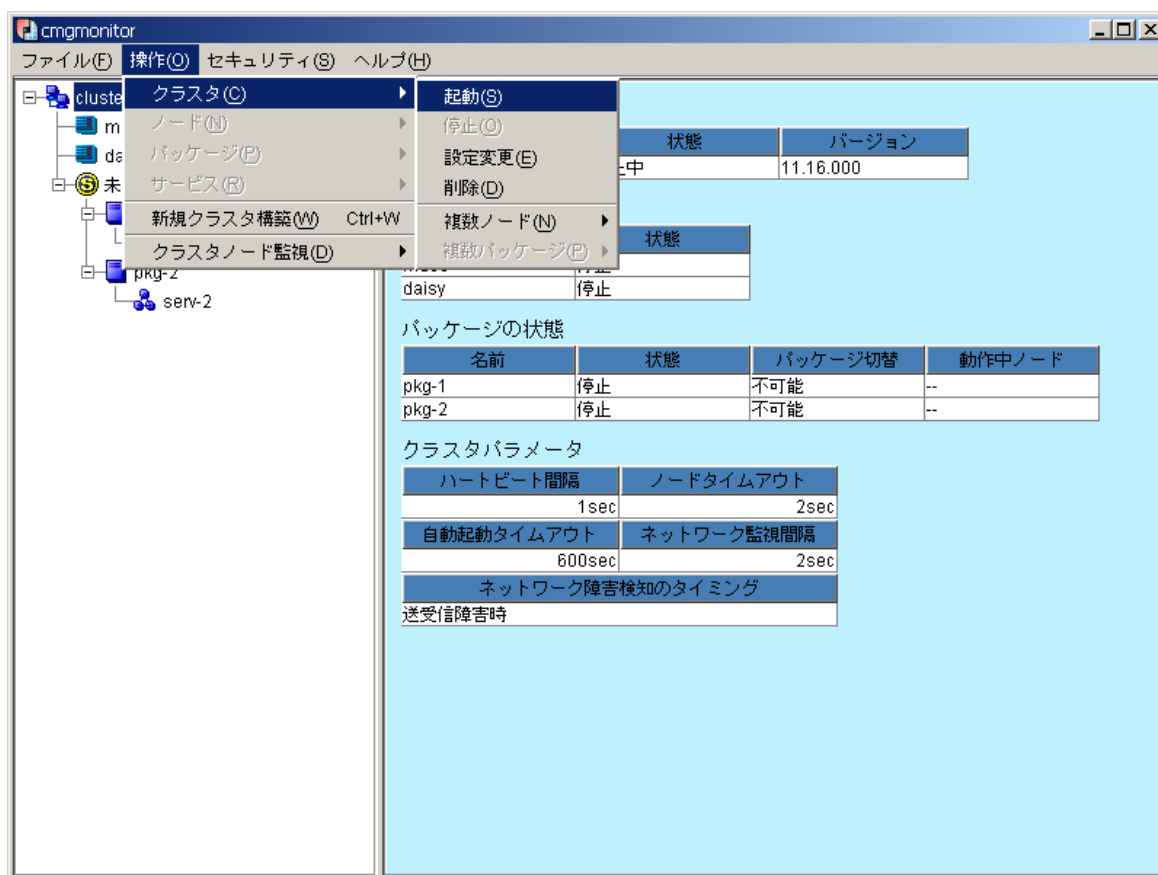 cmgmonitor
ファイル(F) 操作(O) セキュリティ(S) ヘルプ(H)
クラスタ(C)
ノード(N)
パッケージ(P)
サービス(R)
新規クラスタ構築(W) Ctrl+W
クラスタノード監視(D)
起動(S)
停止(O)
設定変更(E)
削除(D)
複数ノード(N)
複数パッケージ(P)
cluste
m
da
未
pkg-2
serv-2
状態 バージョン
止中 11.16.000
状態
daisy 停止
パッケージの状態
名前 状態 パッケージ切替 動作中ノード
pkg-1 停止 不可能 --
pkg-2 停止 不可能 --
クラスタパラメータ
ハートビート間隔 ノードタイムアウト
1sec 2sec
自動起動タイムアウト ネットワーク監視間隔
600sec 2sec
ネットワーク障害検知のタイミング
送受信障害時